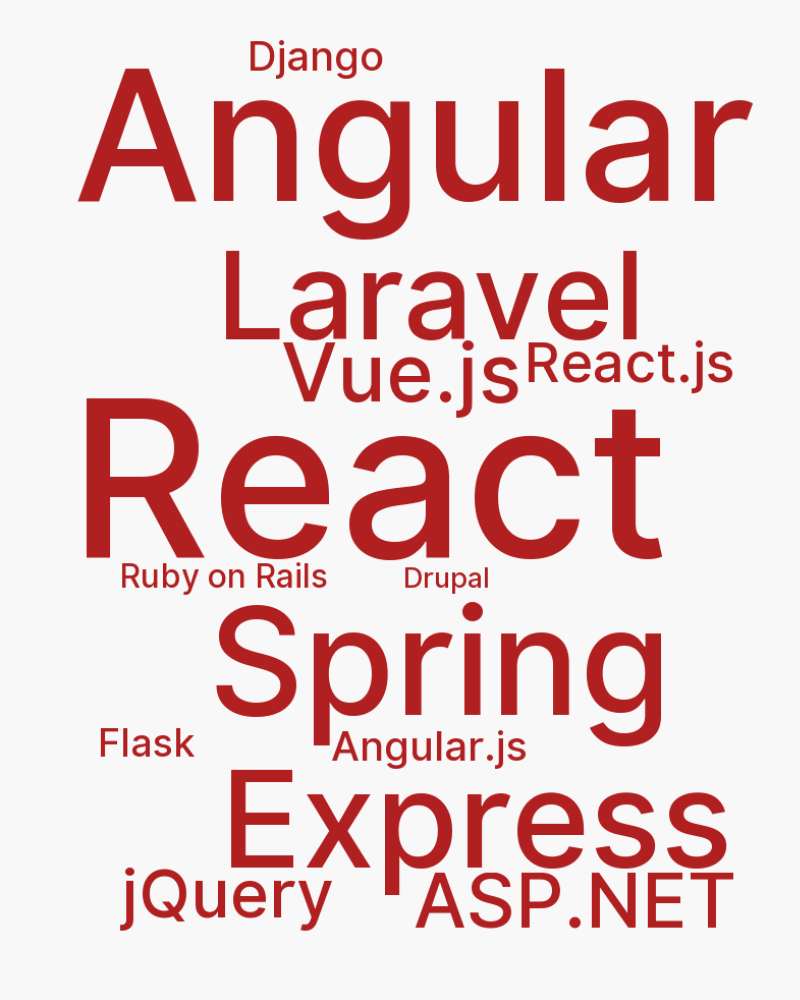 Django
Angular
Laravel
Vue.js
React.js
React
Ruby on Rails
Drupal
Spring
Flask
Angular.js
Express
jQuery
ASP.NET